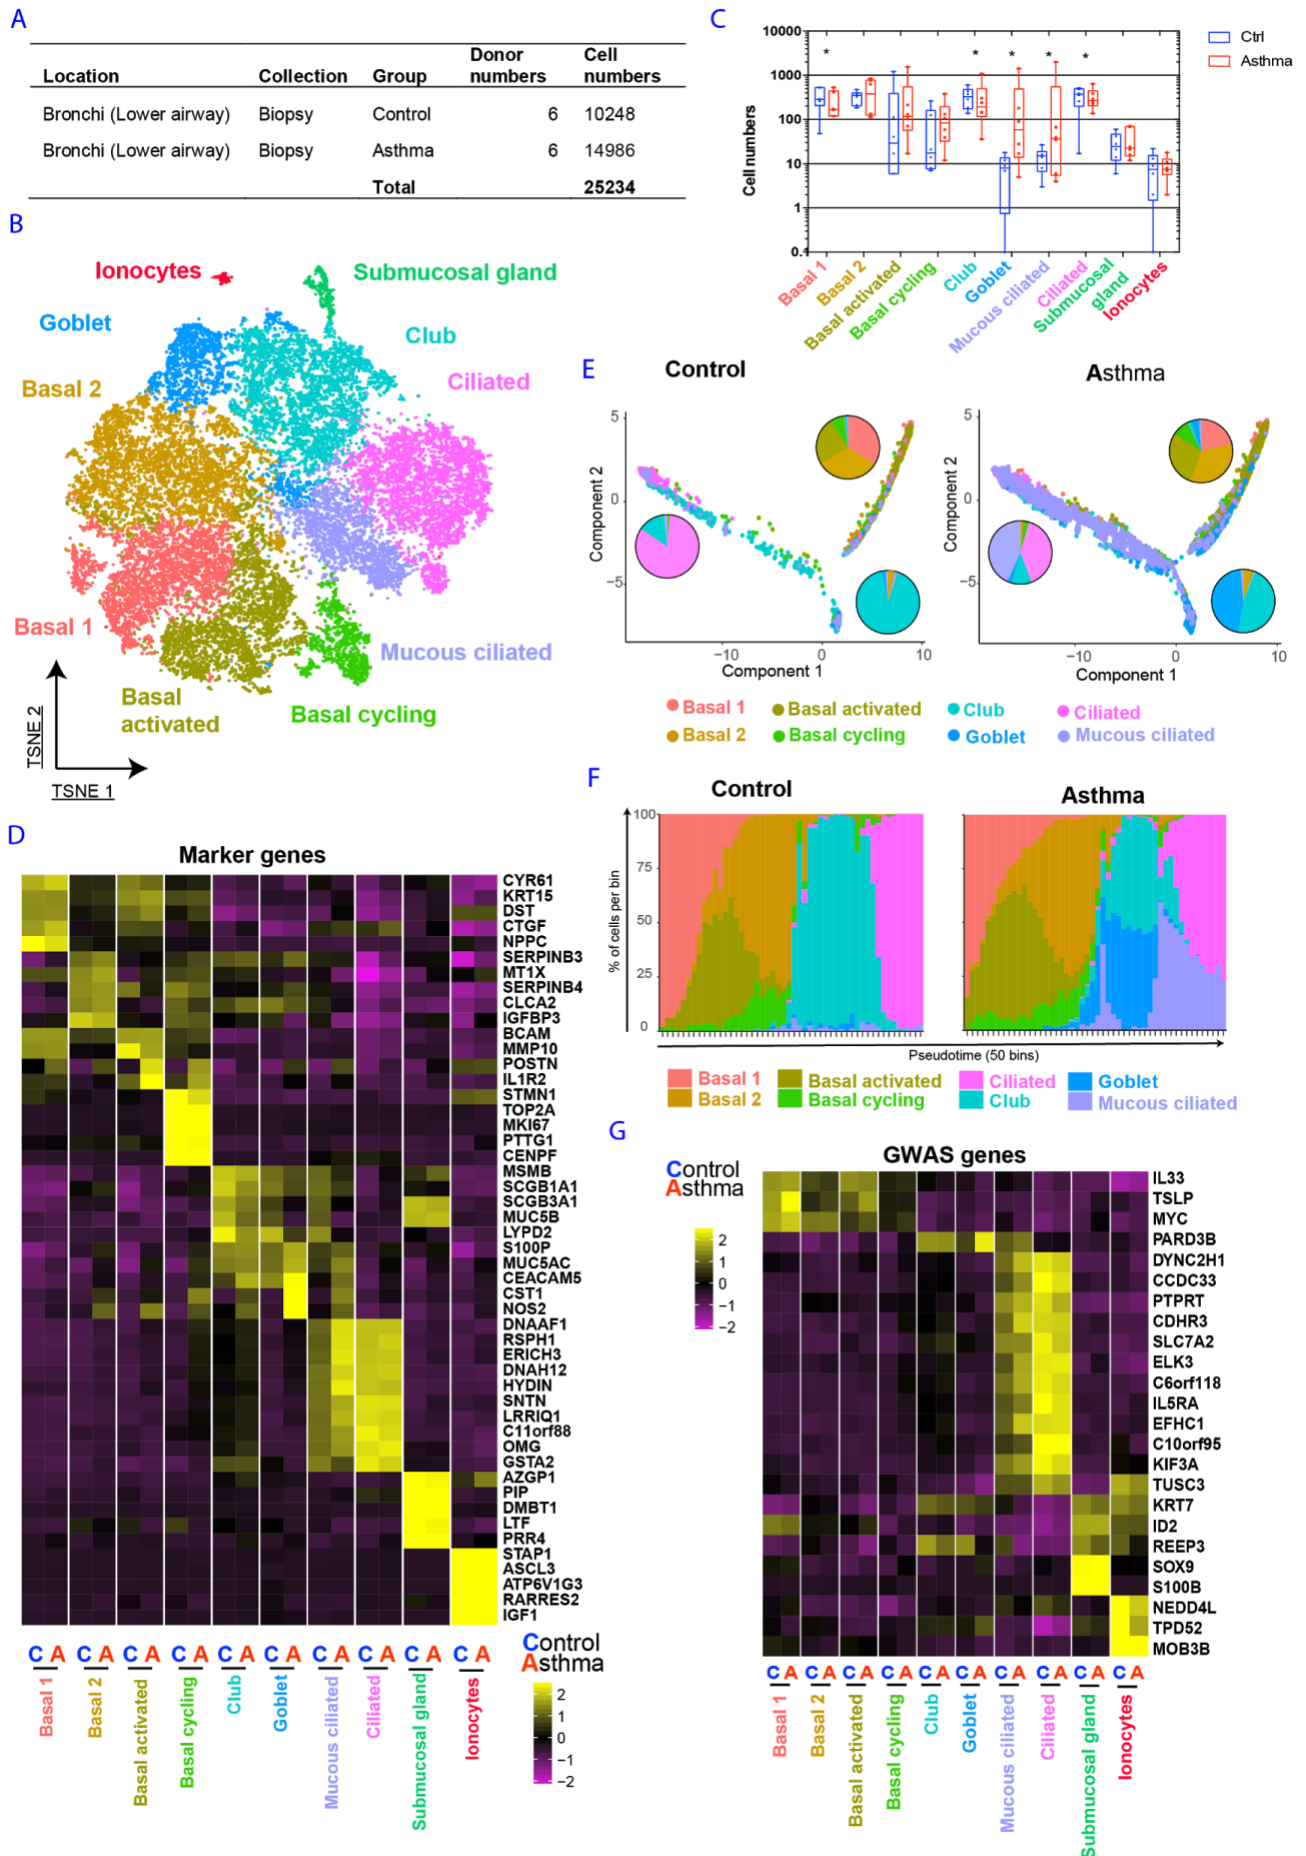 A
Location Collection Group Donor numbers Cell numbers
Bronchi (Lower airway) Biopsy Control 6 10248
Bronchi (Lower airway) Biopsy Asthma 6 14986
Total 25234
B
Ionocytes
Submucosal gland
Goblet
Club
Basal 2
Ciliated
Basal 1
Mucous ciliated
Basal activated
Basal cycling
TSNE 2
TSNE 1
C
Ctrl
Asthma
Cell numbers
10000
1000
100
10
1
0.1
* * * * *
Basal 1
Basal 2
Basal activated
Basal cycling
Club
Goblet
Mucous ciliated
Ciliated
Submucosal gland
Ionocytes
D
Marker genes
CYR61
KRT15
DST
CTGF
NPPC
SERPINB3
MT1X
SERPINB4
CLCA2
IGFBP3
BCAM
MMP10
POSTN
IL1R2
STMN1
TOP2A
MKI67
PTTG1
CENPF
MSMB
SCGB1A1
SCGB3A1
MUC5B
LYPD2
S100P
MUC5AC
CEACAM5
CST1
NOS2
DNAAF1
RSPH1
ERICH3
DNAH12
HYDIN
SNTN
LRRIQ1
C11orf88
OMG
GSTA2
AZGP1
PIP
DMBT1
LTF
PRR4
STAP1
ASCL3
ATP6V1G3
RARRES2
IGF1
C A C A C A C A C A C A C A C A C A C A
Basal 1
Basal 2
Basal activated
Basal cycling
Club
Goblet
Mucous ciliated
Ciliated
Submucosal gland
Ionocytes
Control
Asthma
2
1
0
−1
−2
E
Control
Asthma
Component 2
5
0
−5
−10 0 10
Component 1
Component 2
5
0
−5
−10 0 10
Component 1
Basal 1 Basal activated Club Ciliated
Basal 2 Basal cycling Goblet Mucous ciliated
F
Control
Asthma
% of cells per bin
100
75
50
25
0
Pseudotime (50 bins)
Basal 1 Basal activated Ciliated Goblet
Basal 2 Basal cycling Club Mucous ciliated
G
GWAS genes
Control
Asthma
2
1
0
−1
−2
IL33
TSLP
MYC
PARD3B
DYNC2H1
CCDC33
PTPRT
CDHR3
SLC7A2
ELK3
C6orf118
IL5RA
EFHC1
C10orf95
KIF3A
TUSC3
KRT7
ID2
REEP3
SOX9
S100B
NEDD4L
TPD52
MOB3B
C A C A C A C A C A C A C A C A C A C A
Basal 1
Basal 2
Basal activated
Basal cycling
Club
Goblet
Mucous ciliated
Ciliated
Submucosal gland
Ionocytes